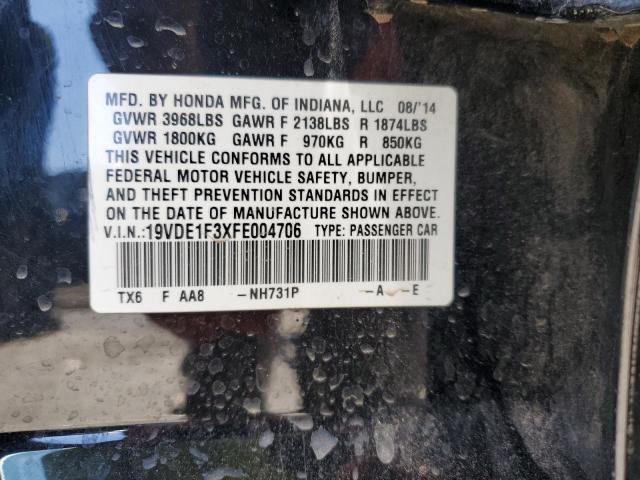 MFD. BY HONDA MFG. OF INDIANA, LLC 08/'14
GVWR 3968LBS GAWR F 2138LBS R 1874LBS
GVWR 1800KG GAWR F 970KG R 850KG
THIS VEHICLE CONFORMS TO ALL APPLICABLE
FEDERAL MOTOR VEHICLE SAFETY, BUMPER,
AND THEFT PREVENTION STANDARDS IN EFFECT
ON THE DATE OF MANUFACTURE SHOWN ABOVE.
V.I.N.:19VDE1F3XFE004706 TYPE: PASSENGER CAR
TX6 F AA8 -NH731P -A -E